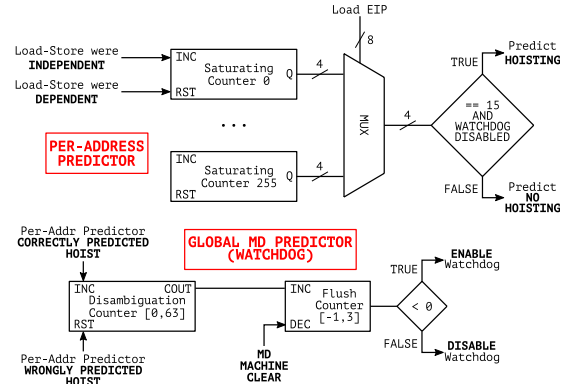 Load EIP
8
Load-Store were
INDEPENDENT
INC
Saturating
Counter 0
Q
4
Load-Store were
DEPENDENT
RST
...
PER-ADDRESS
PREDICTOR
INC
Saturating
Counter 255
Q
4
RST
MUX
4
== 15
AND
WATCHDOG
DISABLED
TRUE
Predict
HOISTING
FALSE
Predict
NO
HOISTING
GLOBAL MD PREDICTOR
(WATCHDOG)
Per-Addr Predictor
CORRECTLY PREDICTED
HOIST
INC
COUT
Disambiguation
Counter [0,63]
RST
Per-Addr Predictor
WRONGLY PREDICTED
HOIST
INC
Flush
Counter
[-1,3]
DEC
MD
MACHINE
CLEAR
< 0
TRUE
ENABLE
Watchdog
FALSE
DISABLE
Watchdog